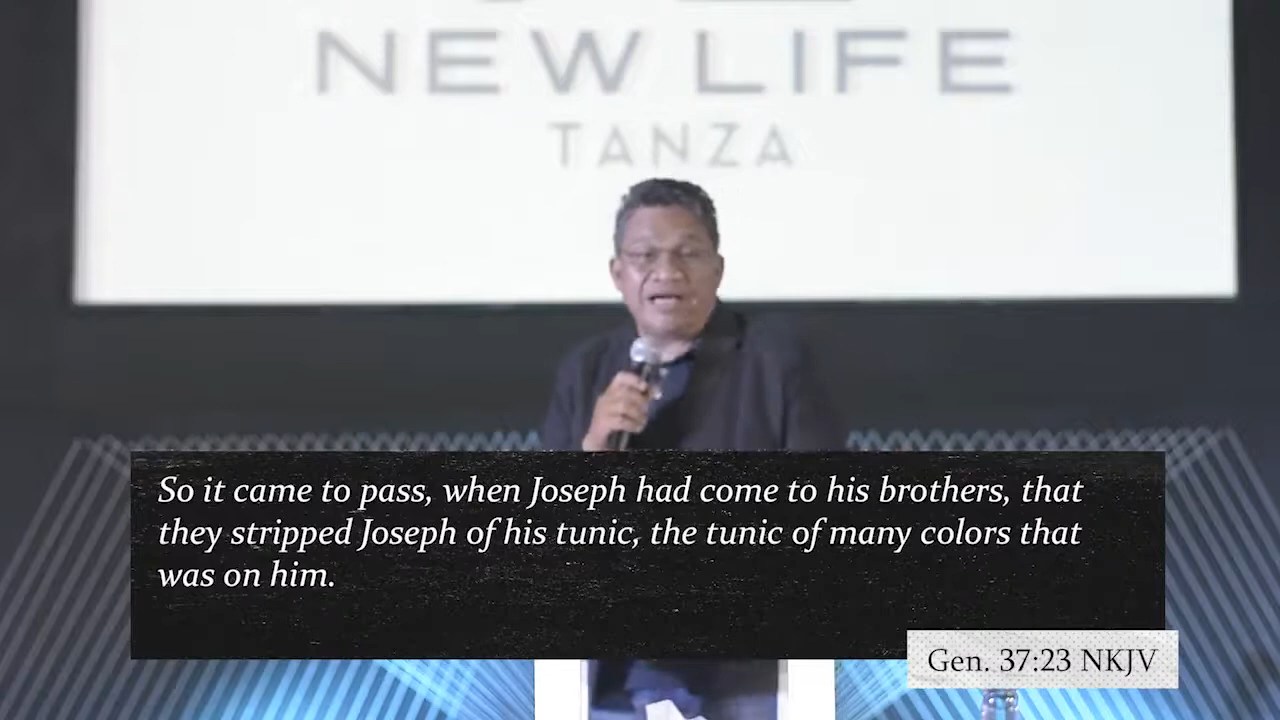 NEW LIFE
TANZA
So it came to pass, when Joseph had come to his brothers, that
they stripped Joseph of his tunic, the tunic of many colors that
was on him.
Gen. 37:23 NKJV